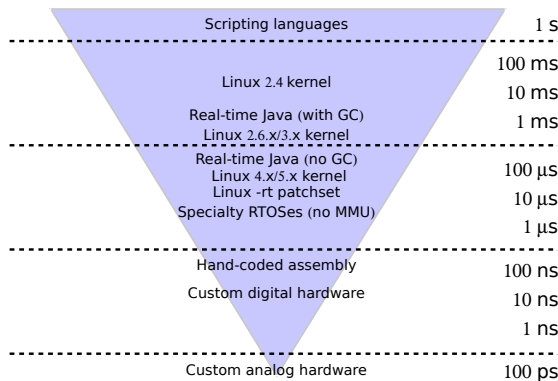 Scripting languages 1 s
100 ms
Linux 2.4 kernel
10 ms
Real-time Java (with GC) 1 ms
Linux 2.6.x/3.x kernel
Real-time Java (no GC)
Linux 4.x/5.x kernel 100 μs
Linux -rt patchset
10 μs
Specialty RTOSes (no MMU)
1 μs
Hand-coded assembly 100 ns
Custom digital hardware 10 ns
1 ns
Custom analog hardware 100 ps